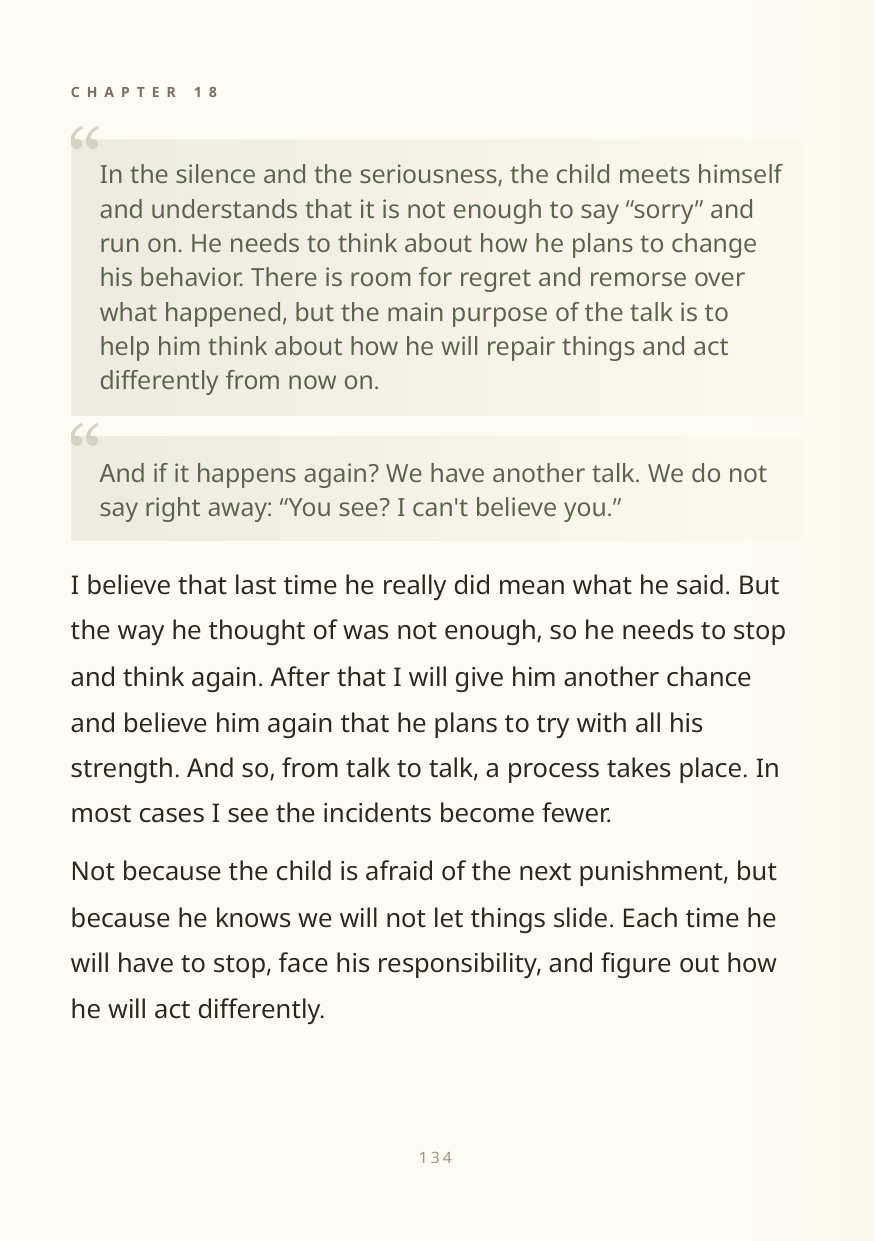 CHAPTER 18
“
In the silence and the seriousness, the child meets himself
and understands that it is not enough to say “sorry” and
run on. He needs to think about how he plans to change
his behavior. There is room for regret and remorse over
what happened, but the main purpose of the talk is to
help him think about how he will repair things and act
differently from now on.
“
And if it happens again? We have another talk. We do not
say right away: “You see? I can't believe you.”
I believe that last time he really did mean what he said. But
the way he thought of was not enough, so he needs to stop
and think again. After that I will give him another chance
and believe him again that he plans to try with all his
strength. And so, from talk to talk, a process takes place. In
most cases I see the incidents become fewer.
Not because the child is afraid of the next punishment, but
because he knows we will not let things slide. Each time he
will have to stop, face his responsibility, and figure out how
he will act differently.
134